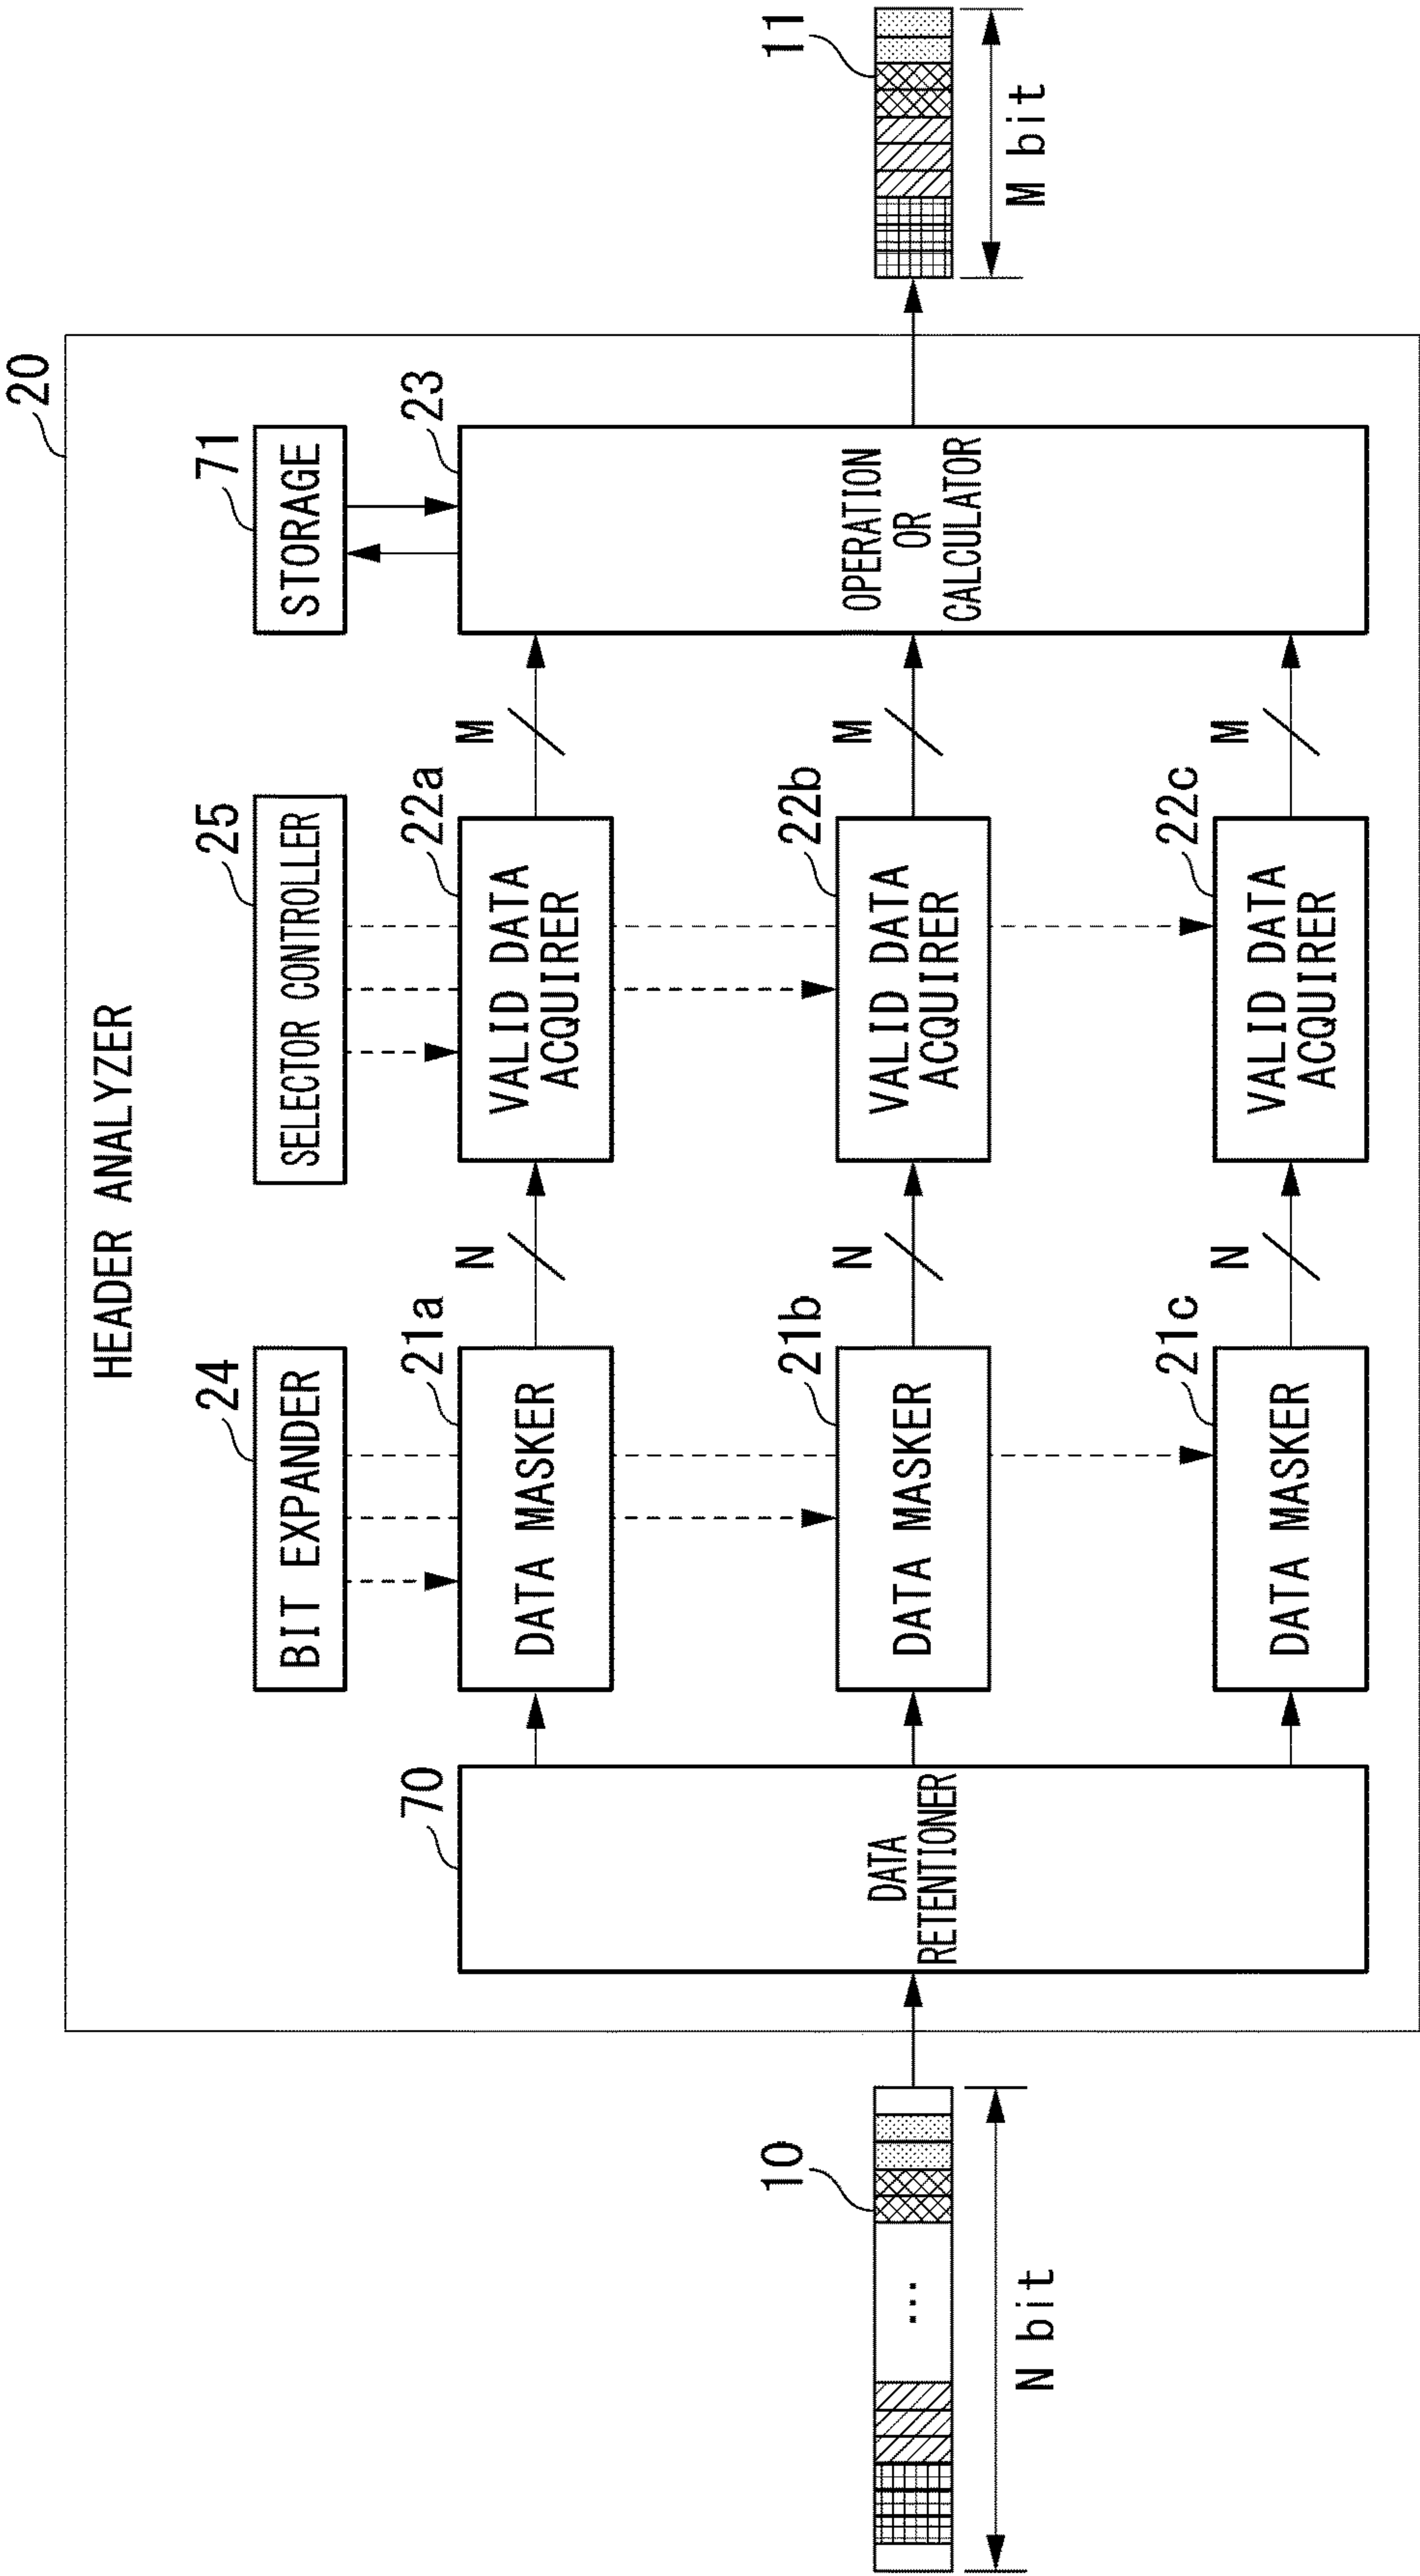 20
HEADER ANALYZER
24
BIT EXPANDER
25
SELECTOR CONTROLLER
71
STORAGE
70
DATA
RETENTIONER
21a
DATA MASKER
N
22a
VALID DATA
ACQUIRER
M
23
OPERATION
OR
CALCULATOR
10
...
N bit
21b
DATA MASKER
N
22b
VALID DATA
ACQUIRER
M
11
M bit
21c
DATA MASKER
N
22c
VALID DATA
ACQUIRER
M